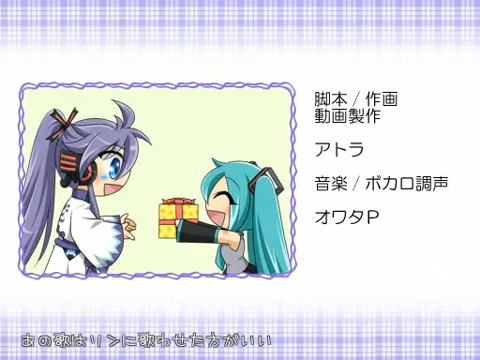 脚本/作画
動画製作
アトラ
音楽/ボカロ調声
オワタP
あの歌はリンに歌わせた方がいい